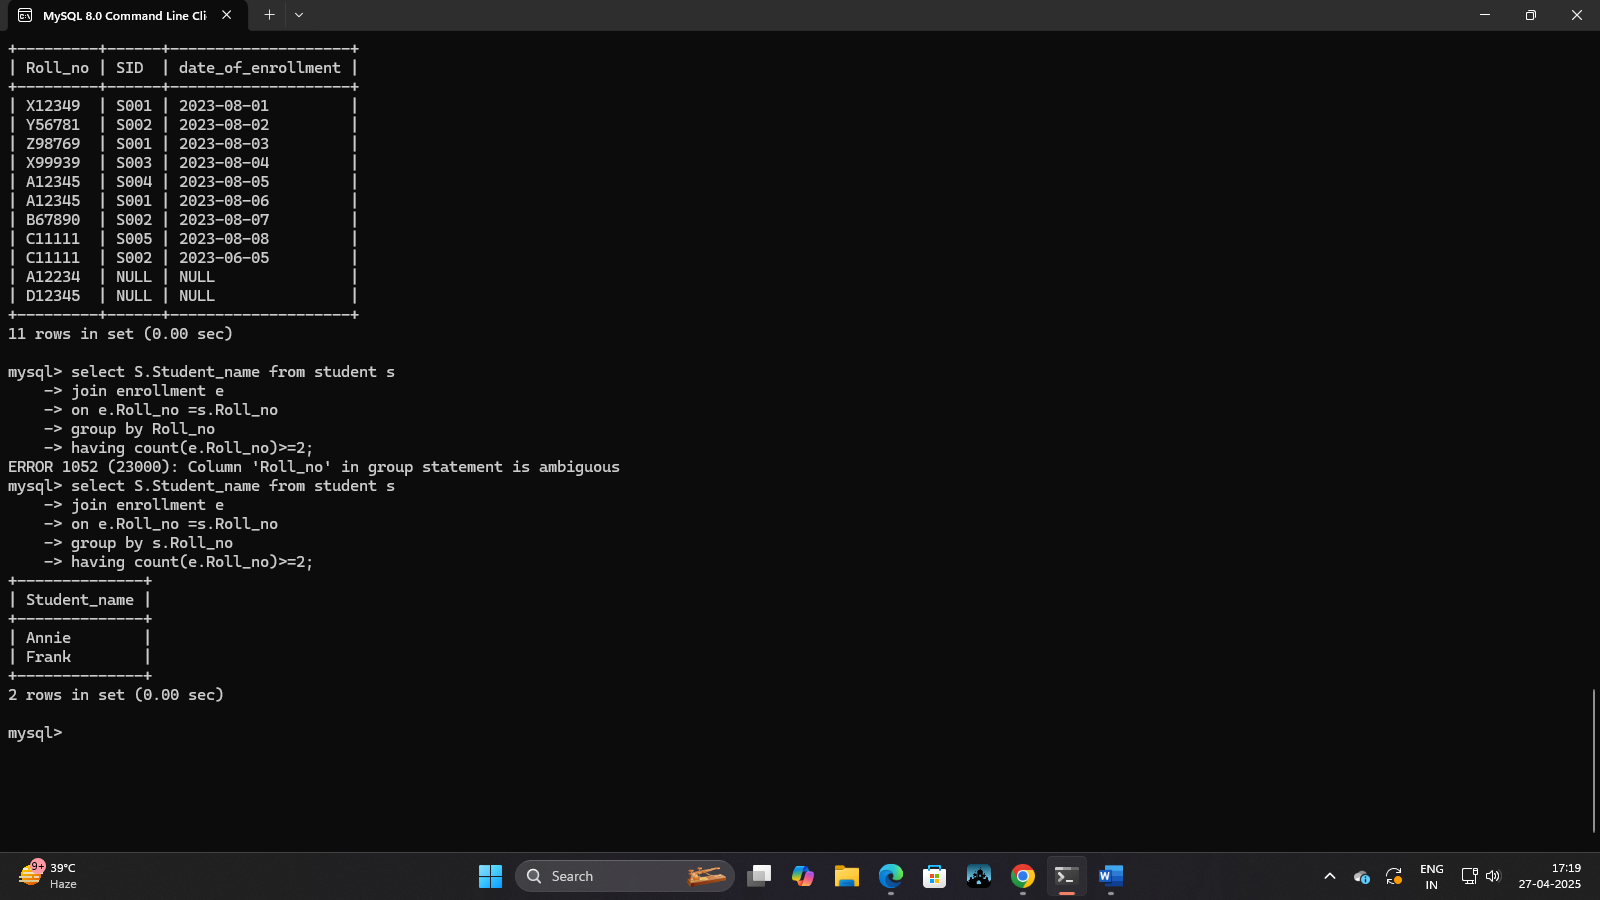 MySQL 8.0 Command Line Cli
+---------+------+--------------------+
| Roll_no | SID  | date_of_enrollment |
+---------+------+--------------------+
| X12349  | S001 | 2023-08-01         |
| Y56781  | S002 | 2023-08-02         |
| Z98769  | S001 | 2023-08-03         |
| X99939  | S003 | 2023-08-04         |
| A12345  | S004 | 2023-08-05         |
| A12345  | S001 | 2023-08-06         |
| B67890  | S002 | 2023-08-07         |
| C11111  | S005 | 2023-08-08         |
| C11111  | S002 | 2023-06-05         |
| A12234  | NULL | NULL               |
| D12345  | NULL | NULL               |
+---------+------+--------------------+
11 rows in set (0.00 sec)
mysql> select S.Student_name from student s
    -> join enrollment e
    -> on e.Roll_no =s.Roll_no
    -> group by Roll_no
    -> having count(e.Roll_no)>=2;
ERROR 1052 (23000): Column 'Roll_no' in group statement is ambiguous
mysql> select S.Student_name from student s
    -> join enrollment e
    -> on e.Roll_no =s.Roll_no
    -> group by s.Roll_no
    -> having count(e.Roll_no)>=2;
+--------------+
| Student_name |
+--------------+
| Annie        |
| Frank        |
+--------------+
2 rows in set (0.00 sec)
mysql>
9+
39°C
Haze
Search
ENG
IN
17:19
27-04-2025